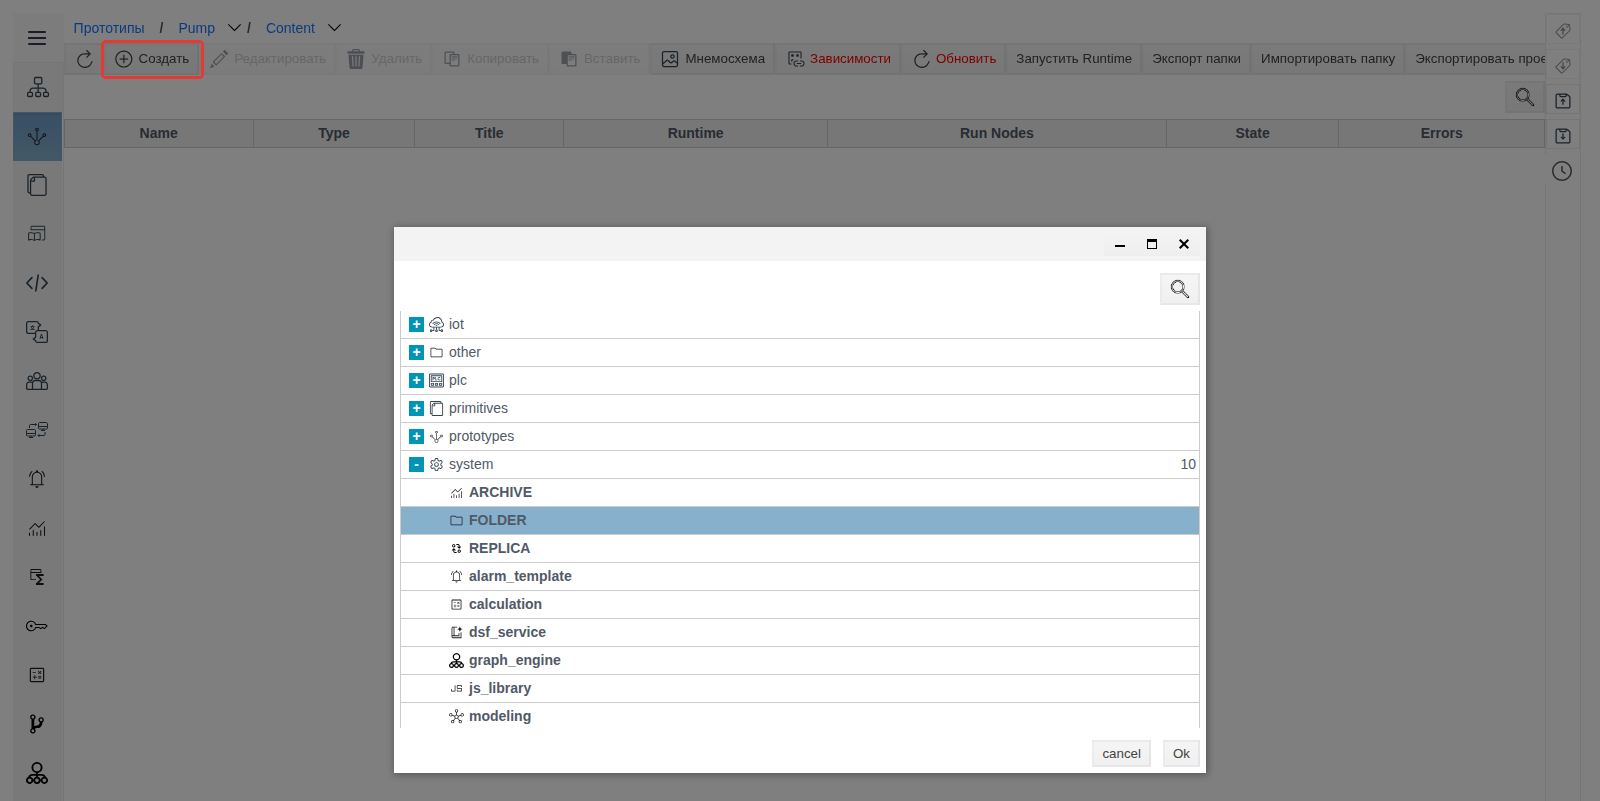 Прототипы / Pump / Content
Создать Редактировать Удалить Копировать Вставить Мнемосхема Зависимости Обновить Запустить Runtime Экспорт папки Импортировать папку Экспортировать прое
Name Type Title Runtime Run Nodes State Errors
+ iot
+ other
+ plc
+ primitives
+ prototypes
- system 10
ARCHIVE
FOLDER
REPLICA
alarm_template
calculation
dsf_service
graph_engine
JS js_library
modeling
cancel Ok